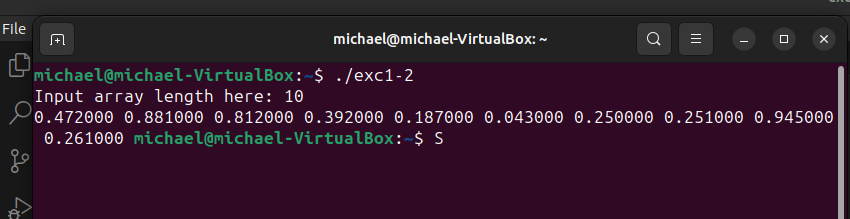 File
michael@michael-VirtualBox: ~
michael@michael-VirtualBox:~$ ./exc1-2
Input array length here: 10
0.472000 0.881000 0.812000 0.392000 0.187000 0.043000 0.250000 0.251000 0.945000
0.261000 michael@michael-VirtualBox:~$ S